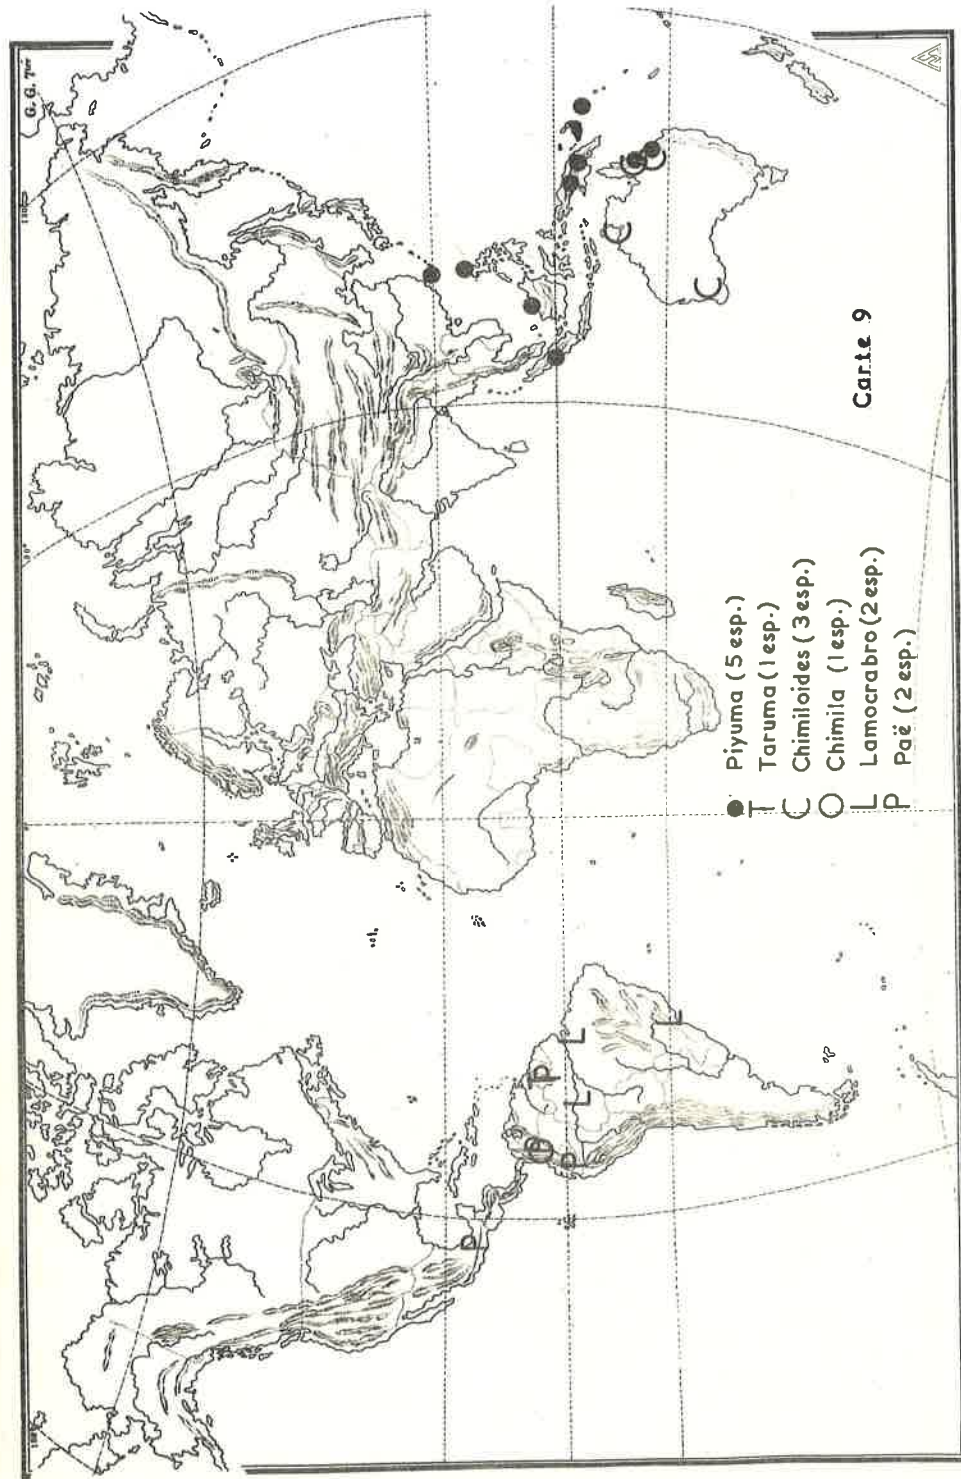 G. G. 7bis
Carte 9
● Piyuma (5 esp.)
T Taruma (1 esp.)
C Chimiloides (3 esp.)
O Chimila (1 esp.)
L Lamocrabro (2 esp.)
P Paë (2 esp.)
C
C
C
C
P
P
P
P
T
L
L
L
O